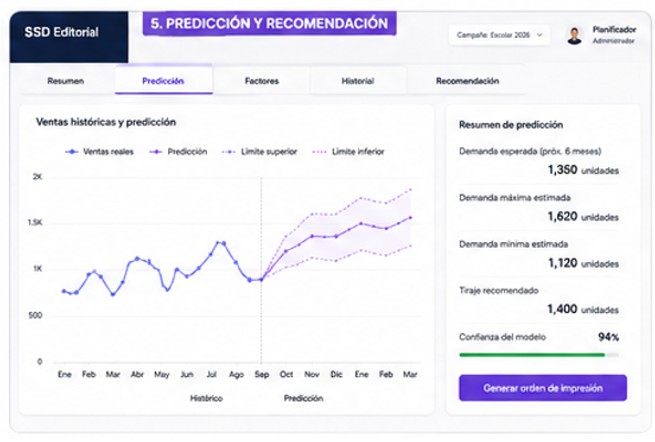 SSD Editorial
5. PREDICCIÓN Y RECOMENDACIÓN
Campaña: Escolar 2026
Planificador
Administrador
Resumen
Predicción
Factores
Historial
Recomendación
Ventas históricas y predicción
Ventas reales
Predicción
Límite superior
Límite inferior
2K
1.5K
1K
500
0
Ene Feb Mar Abr May Jun Jul Ago Sep Oct Nov Dic Ene Feb Mar
Histórico
Predicción
Resumen de predicción
Demanda esperada (próx. 6 meses)
1,350 unidades
Demanda máxima estimada
1,620 unidades
Demanda mínima estimada
1,120 unidades
Tiraje recomendado
1,400 unidades
Confianza del modelo 94%
Generar orden de impresión